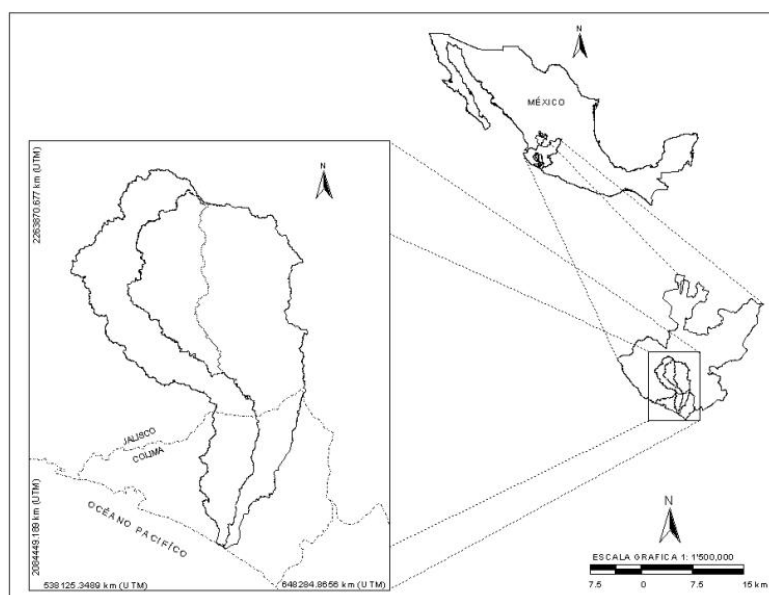 N
MÉXICO
N
2263870.677 km (UTM)
JALISCO
COLIMA
OCÉANO PACIFÍCO
2084449.189 km (UTM)
538125.3489 km (UTM)
648284.8656 km (UTM)
N
ESCALA GRAFICA 1: 1'500,000
7.5 0 7.5 15 km